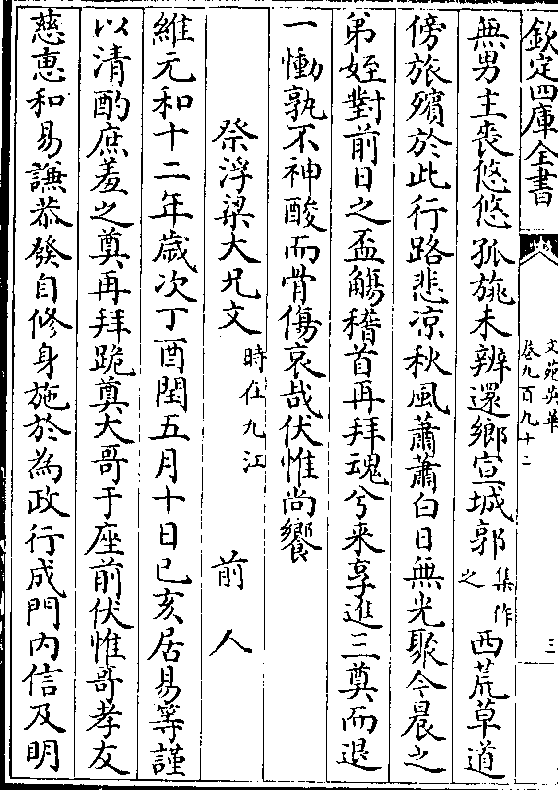 欽定四庫全書
文苑英華
卷九百九十二
三
無男主喪悠悠孤旐未辨還鄉宣城郭集作之西荒草道
傍旅殯於此行路悲凉秋風蕭蕭白日無光聚今晨之
弟姪對前日之盃觴稽首再拜魂兮来享進三奠而退
一慟孰不神酸而骨傷哀哉伏惟尚饗
祭浮梁大兄文時在九江 前人
維元和十二年歳次丁酉閏五月十日已亥居易等謹
以清酌庶羞之奠再拜跪奠大哥于座前伏惟哥孝友
慈恵和易謙恭發自修身施於為政行成門内信及明